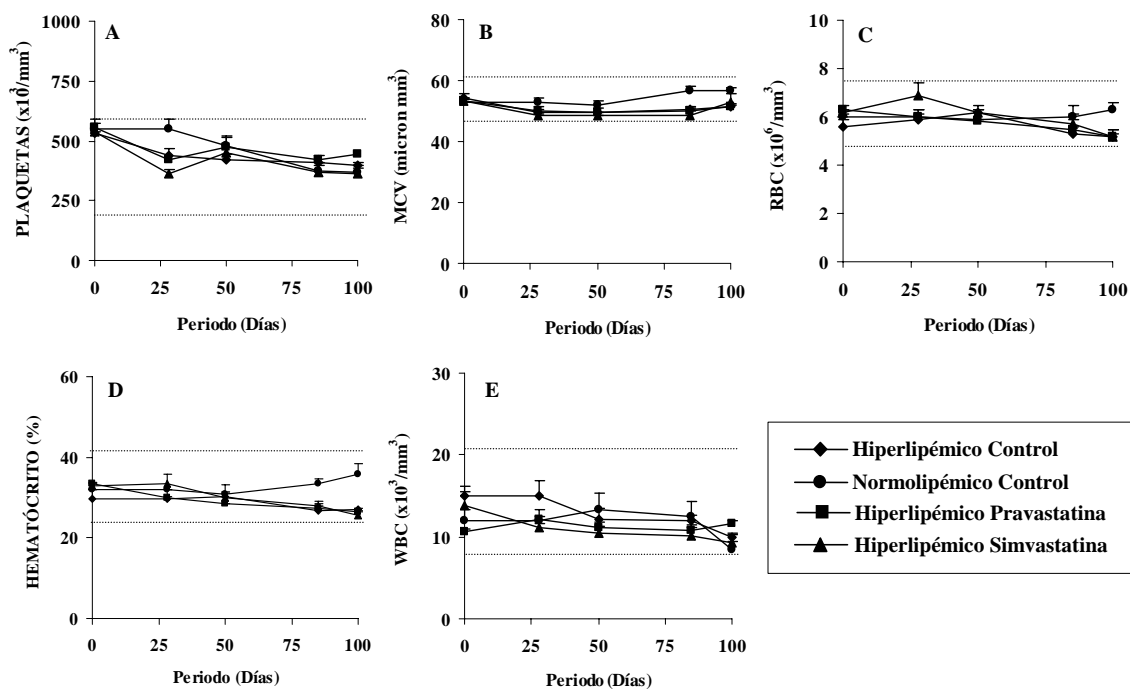 A
PLAQUETAS (x10³/mm³)
1000
750
500
250
0
0 25 50 75 100
Periodo (Días)
B
MCV (micron mm³)
80
60
40
20
0
0 25 50 75 100
Periodo (Días)
C
RBC (x10⁶/mm³)
10
8
6
4
2
0
0 25 50 75 100
Periodo (Días)
D
HEMATÓCRITO (%)
60
40
20
0
0 25 50 75 100
Periodo (Días)
E
WBC (x10³/mm³)
30
20
10
0
0 25 50 75 100
Periodo (Días)
Hiperlipémico Control
Normolipémico Control
Hiperlipémico Pravastatina
Hiperlipémico Simvastatina